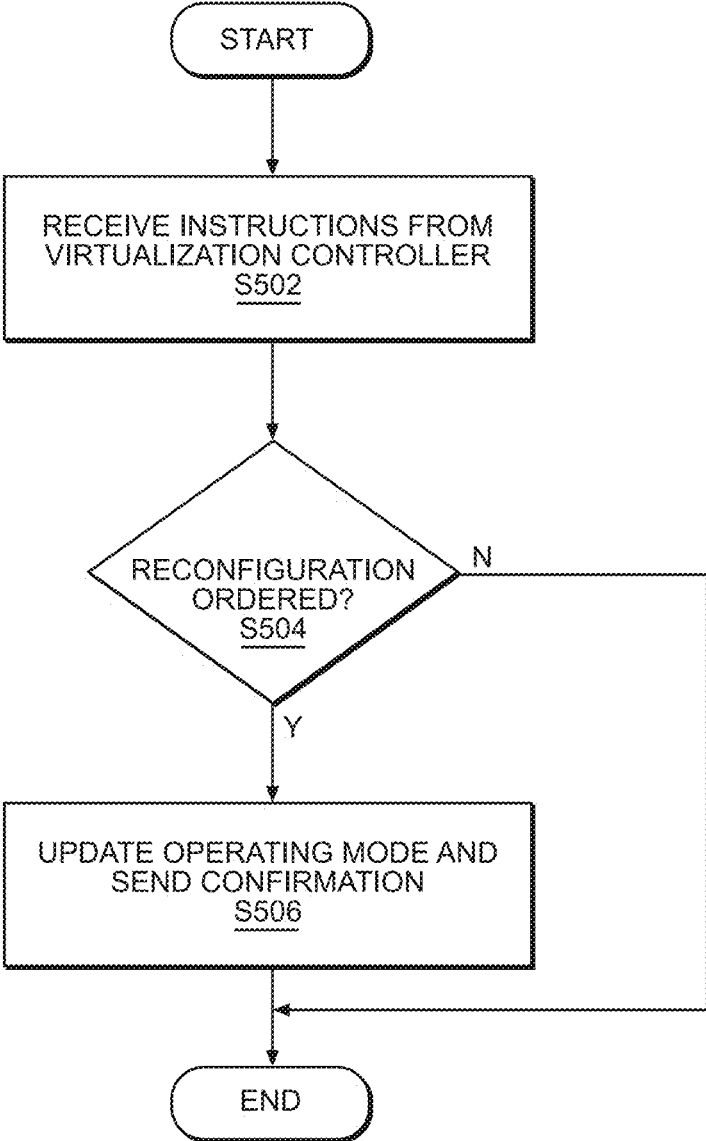 START
RECEIVE INSTRUCTIONS FROM
VIRTUALIZATION CONTROLLER
S502
RECONFIGURATION
ORDERED?
S504
N
Y
UPDATE OPERATING MODE AND
SEND CONFIRMATION
S506
END